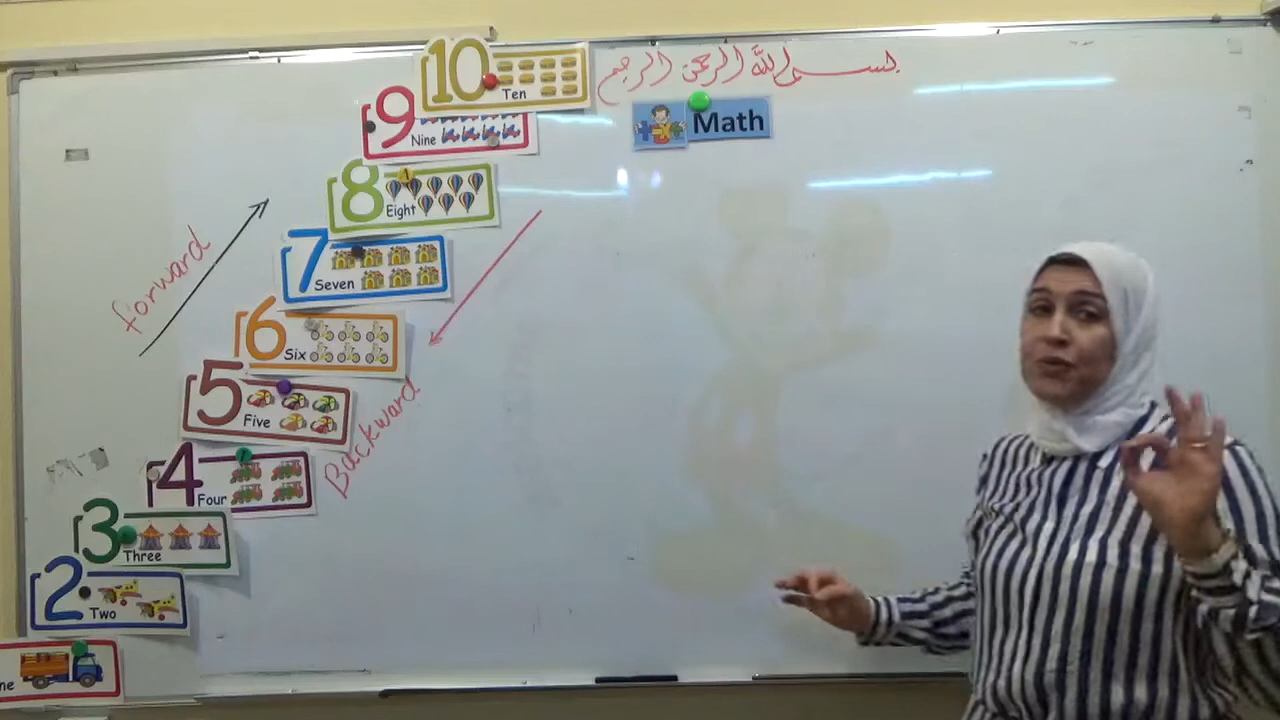 بسم الله الرحمن الرحيم
Math
10 Ten
9 Nine
8 Eight
7 Seven
6 Six
5 Five
4 Four
3 Three
2 Two
ne
forward
Backward